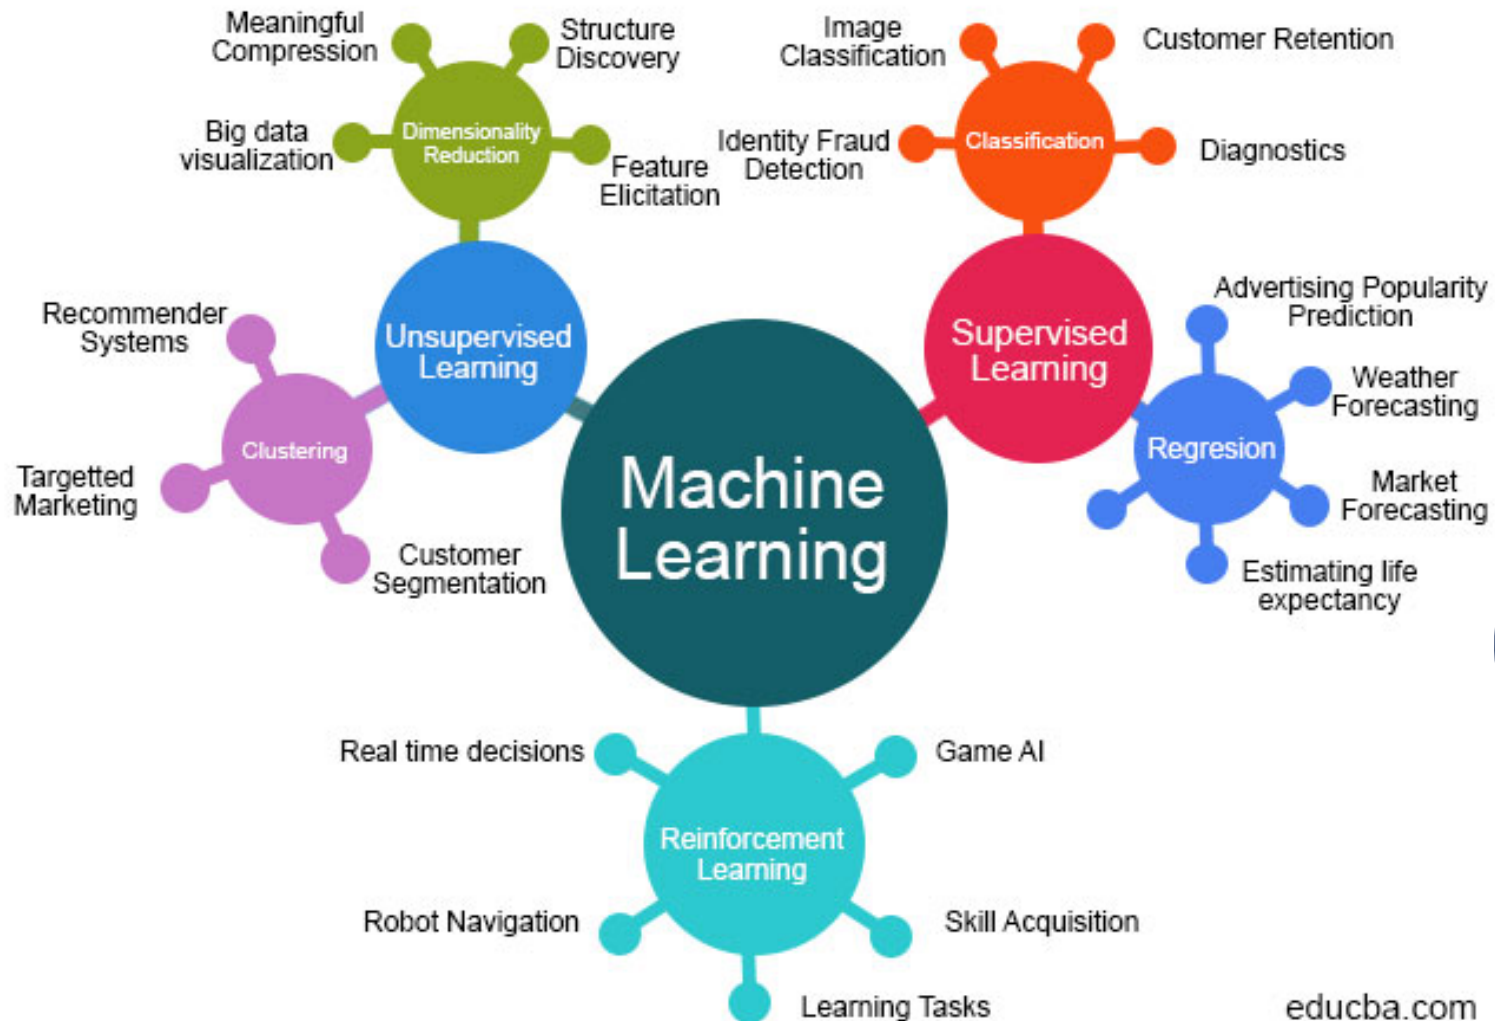 Meaningful
Compression
Structure
Discovery
Big data
visualization
Dimensionality
Reduction
Feature
Elicitation
Image
Classification
Customer Retention
Identity Fraud
Detection
Classification
Diagnostics
Recommender
Systems
Unsupervised
Learning
Clustering
Targetted
Marketing
Customer
Segmentation
Machine
Learning
Supervised
Learning
Advertising Popularity
Prediction
Weather
Forecasting
Regresion
Market
Forecasting
Estimating life
expectancy
Real time decisions
Game AI
Reinforcement
Learning
Robot Navigation
Skill Acquisition
Learning Tasks
educba.com